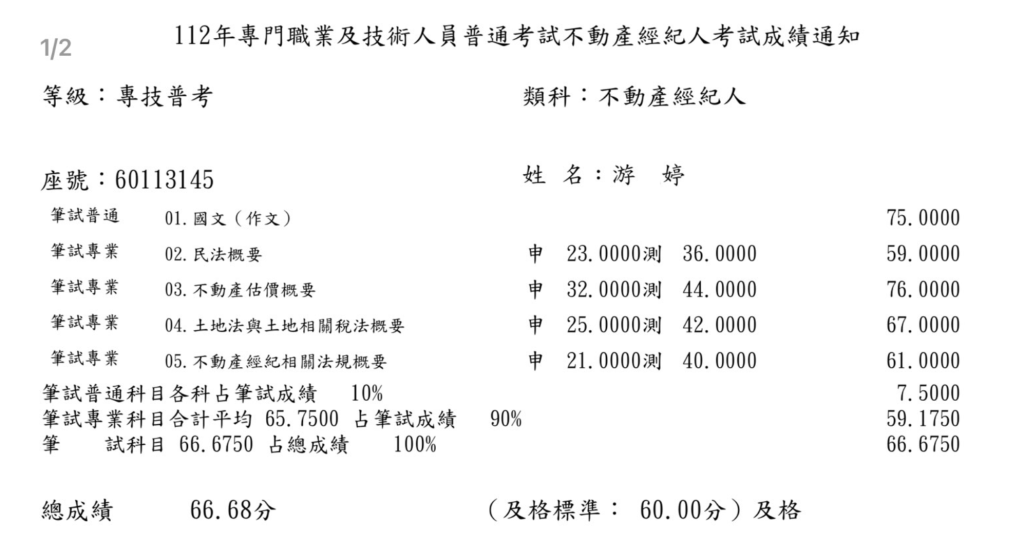 1/2
112年專門職業及技術人員普通考試不動產經紀人考試成績通知
等級：專技普考 類科：不動產經紀人
座號：60113145 姓 名：游 婷
筆試普通 01.國文（作文） 75.0000
筆試專業 02.民法概要 申 23.0000測 36.0000 59.0000
筆試專業 03.不動產估價概要 申 32.0000測 44.0000 76.0000
筆試專業 04.土地法與土地相關稅法概要 申 25.0000測 42.0000 67.0000
筆試專業 05.不動產經紀相關法規概要 申 21.0000測 40.0000 61.0000
筆試普通科目各科占筆試成績 10% 7.5000
筆試專業科目合計平均 65.7500 占筆試成績 90% 59.1750
筆 試科目 66.6750 占總成績 100% 66.6750
總成績 66.68分 （及格標準： 60.00分）及格